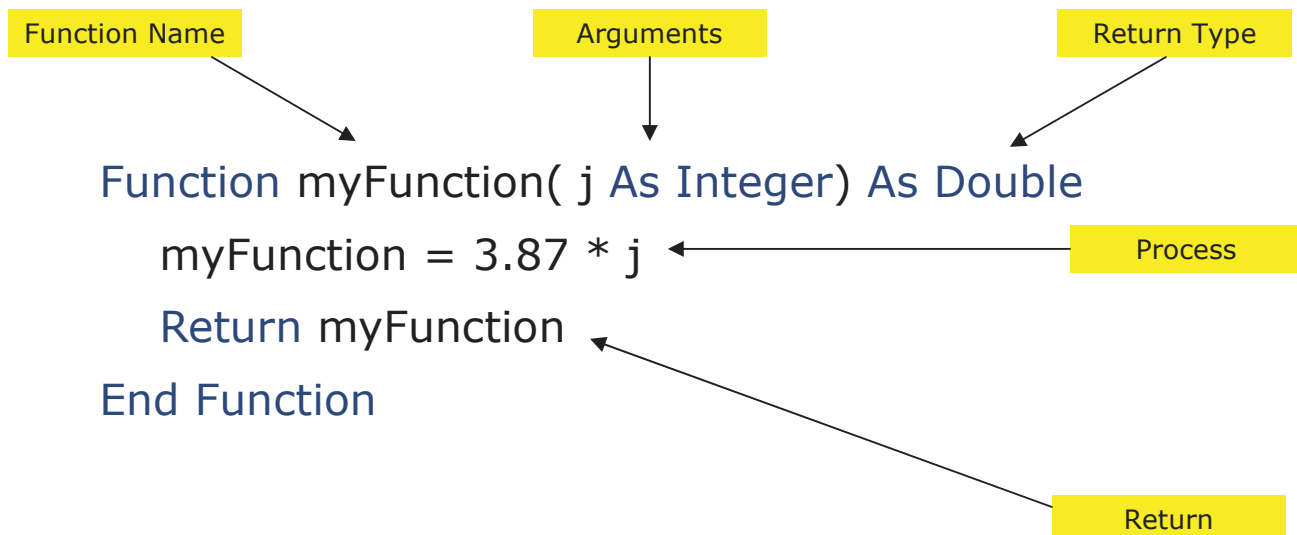 Function Name
Arguments
Return Type
Function myFunction( j As Integer) As Double
myFunction = 3.87 * j
Process
Return myFunction
End Function
Return